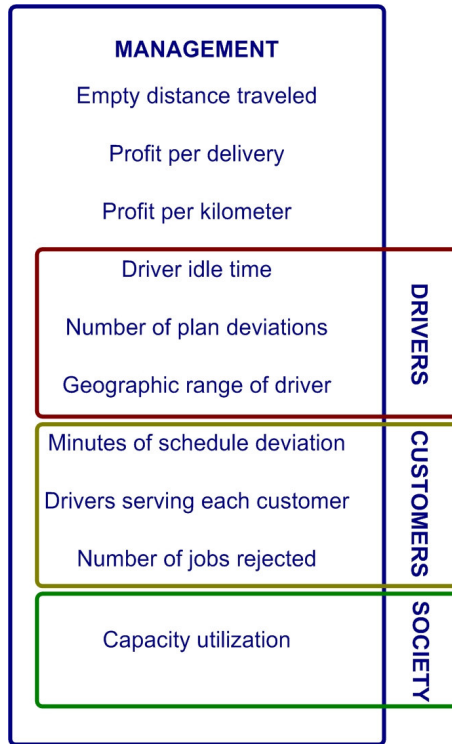 MANAGEMENT
Empty distance traveled
Profit per delivery
Profit per kilometer
Driver idle time
Number of plan deviations
Geographic range of driver
DRIVERS
Minutes of schedule deviation
Drivers serving each customer
Number of jobs rejected
CUSTOMERS
Capacity utilization
SOCIETY